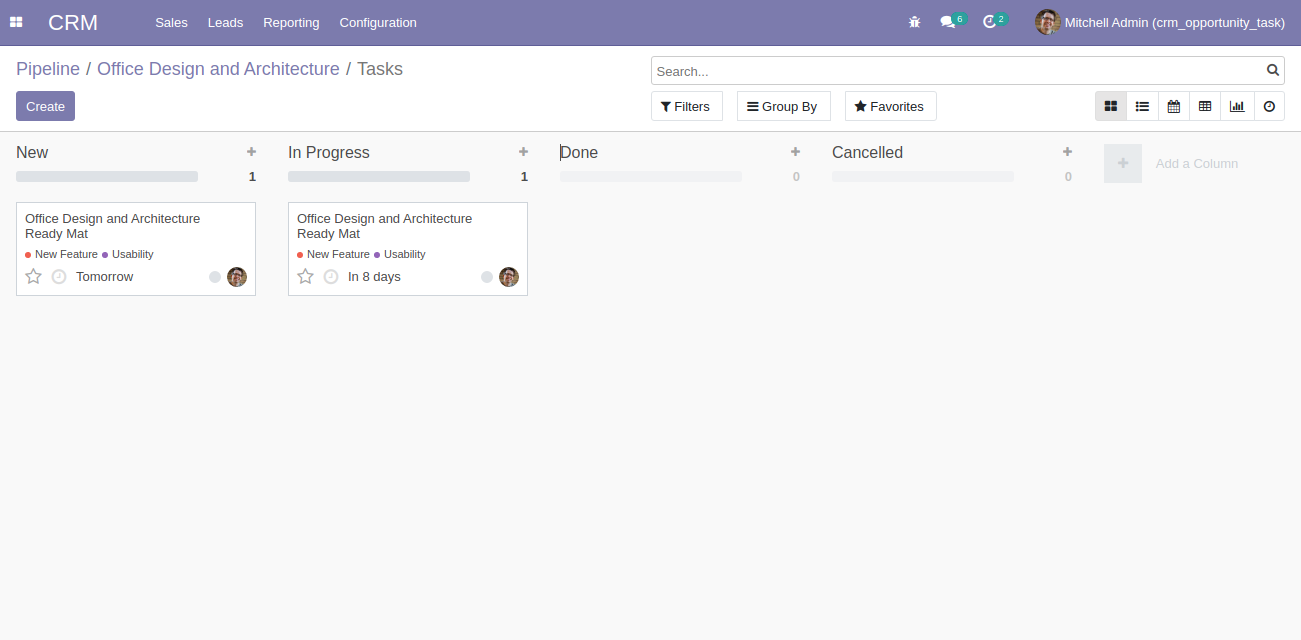 CRM Sales Leads Reporting Configuration 6 2 Mitchell Admin (crm_opportunity_task)
Pipeline / Office Design and Architecture / Tasks
Search...
Create
Filters Group By Favorites
New 1
In Progress 1
Done 0
Cancelled 0
Add a Column
Office Design and Architecture
Ready Mat
New Feature Usability
Tomorrow
Office Design and Architecture
Ready Mat
New Feature Usability
In 8 days